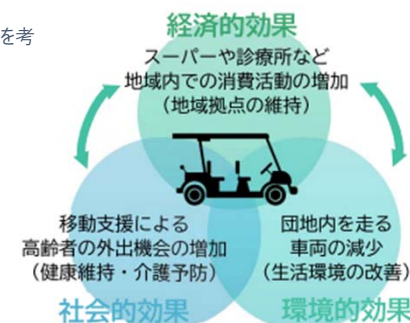 経済的効果
を考
スーパーや診療所など
地域内での消費活動の増加
（地域拠点の維持）
移動支援による
高齢者の外出機会の増加
（健康維持・介護予防）
社会的効果
団地内を走る
車両の減少
（生活環境の改善）
環境的効果